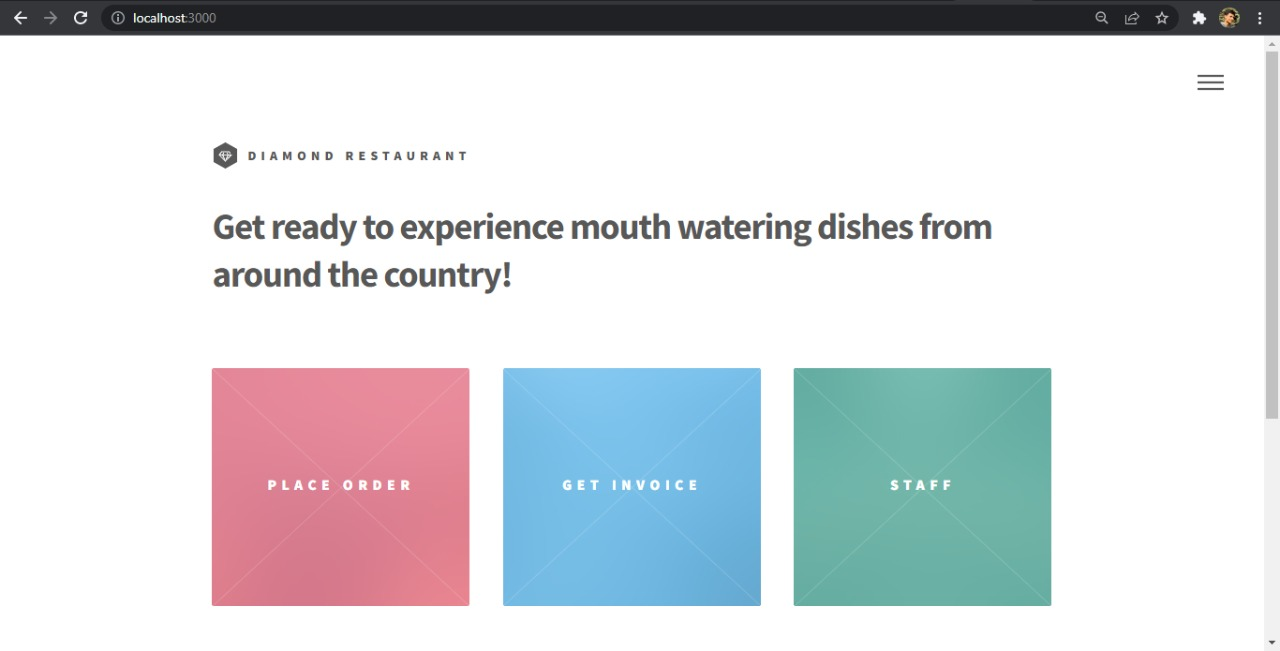 localhost:3000
DIAMOND RESTAURANT
Get ready to experience mouth watering dishes from
around the country!
PLACE ORDER
GET INVOICE
STAFF